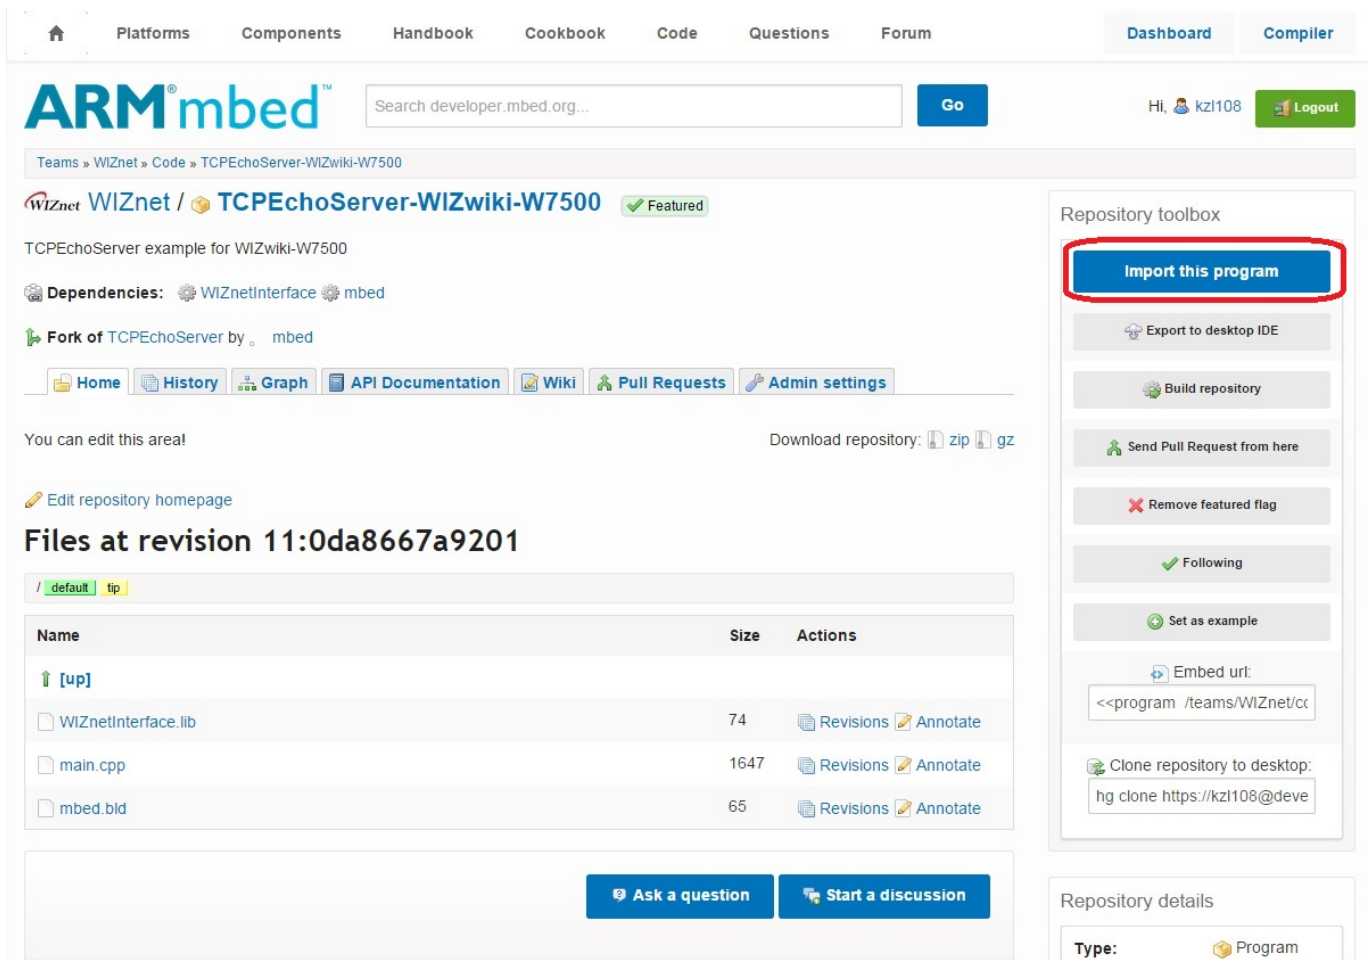 Platforms Components Handbook Cookbook Code Questions Forum Dashboard Compiler
ARM®mbed™ Search developer.mbed.org... Go Hi, kzl108 Logout
Teams » WIZnet » Code » TCPEchoServer-WIZwiki-W7500
WIZnet WIZnet / TCPEchoServer-WIZwiki-W7500 Featured
TCPEchoServer example for WIZwiki-W7500
Dependencies: WIZnetInterface mbed
Fork of TCPEchoServer by mbed
Home History Graph API Documentation Wiki Pull Requests Admin settings
You can edit this area! Download repository: zip gz
Edit repository homepage
Files at revision 11:0da8667a9201
/ default tip
Name Size Actions
[up]
WIZnetInterface.lib 74 Revisions Annotate
main.cpp 1647 Revisions Annotate
mbed.bld 65 Revisions Annotate
Ask a question Start a discussion
Repository toolbox
Import this program
Export to desktop IDE
Build repository
Send Pull Request from here
Remove featured flag
Following
Set as example
Embed url:
<<program /teams/WIZnet/cc
Clone repository to desktop:
hg clone https://kzl108@deve
Repository details
Type: Program